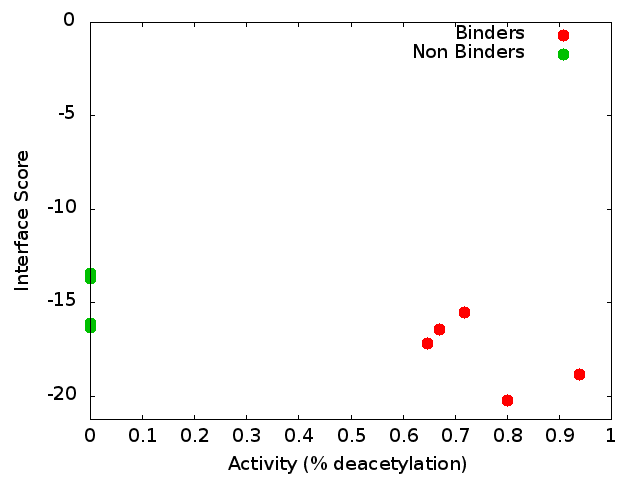 0
Binders
Non Binders
-5
-10
-15
-20
Interface Score
0 0.1 0.2 0.3 0.4 0.5 0.6 0.7 0.8 0.9 1
Activity (% deacetylation)